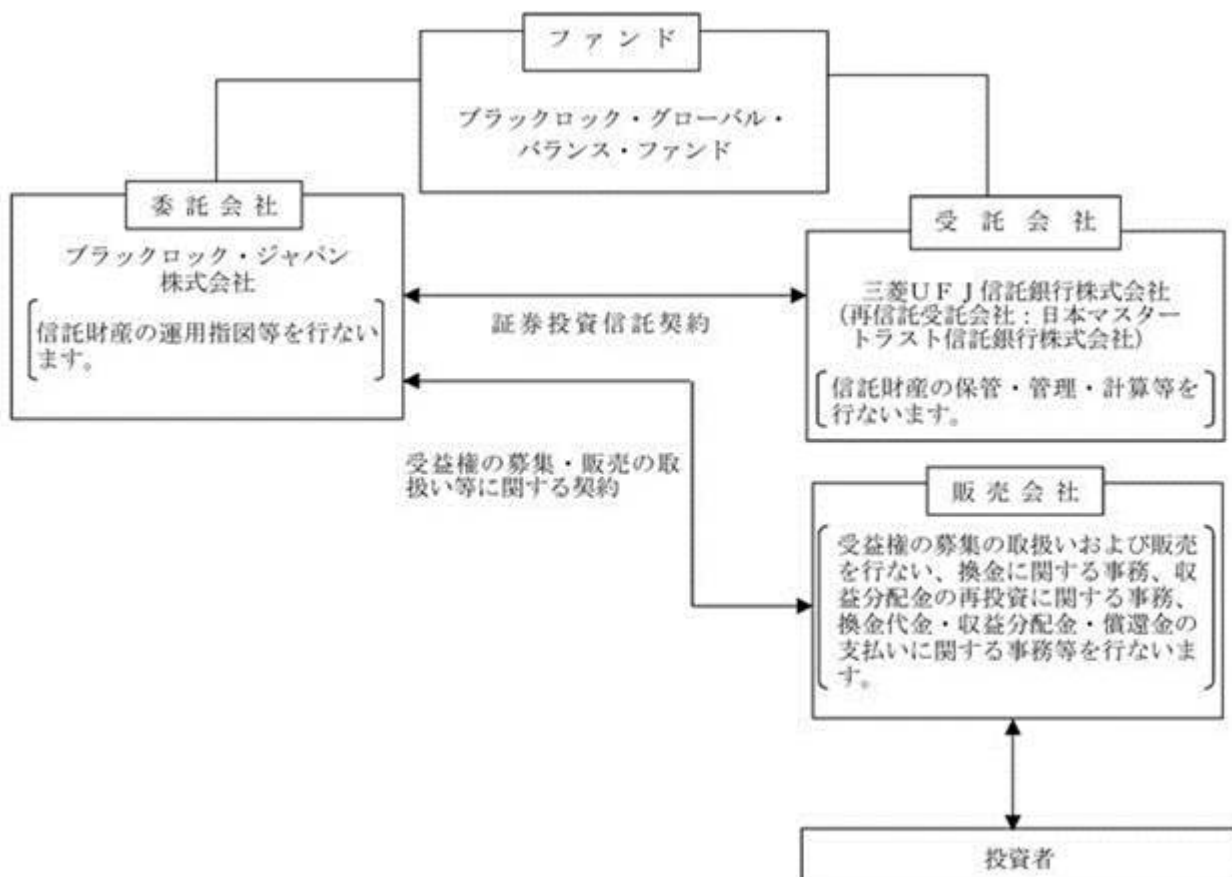 ファンド
ブラックロック・グローバル・
バランス・ファンド
委託会社
ブラックロック・ジャパン
株式会社
信託財産の運用指図等を行ない
ます。
証券投資信託契約
受託会社
三菱UFJ信託銀行株式会社
(再信託受託会社:日本マスター
トラスト信託銀行株式会社)
信託財産の保管・管理・計算等を
行ないます。
受益権の募集・販売の取
扱い等に関する契約
販売会社
受益権の募集の取扱いおよび販売
を行ない、換金に関する事務、収
益分配金の再投資に関する事務、
換金代金・収益分配金・償還金の
支払いに関する事務等を行ないま
す。
投資者